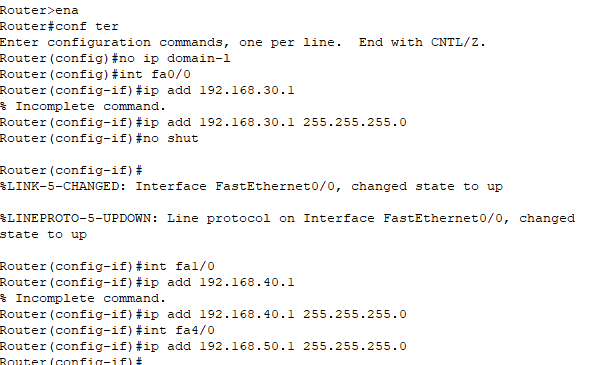 Router>ena
Router#conf ter
Enter configuration commands, one per line.  End with CNTL/Z.
Router(config)#no ip domain-l
Router(config)#int fa0/0
Router(config-if)#ip add 192.168.30.1
% Incomplete command.
Router(config-if)#ip add 192.168.30.1 255.255.255.0
Router(config-if)#no shut
Router(config-if)#
%LINK-5-CHANGED: Interface FastEthernet0/0, changed state to up
%LINEPROTO-5-UPDOWN: Line protocol on Interface FastEthernet0/0, changed
state to up
Router(config-if)#int fa1/0
Router(config-if)#ip add 192.168.40.1
% Incomplete command.
Router(config-if)#ip add 192.168.40.1 255.255.255.0
Router(config-if)#int fa4/0
Router(config-if)#ip add 192.168.50.1 255.255.255.0
Router(config-if)#